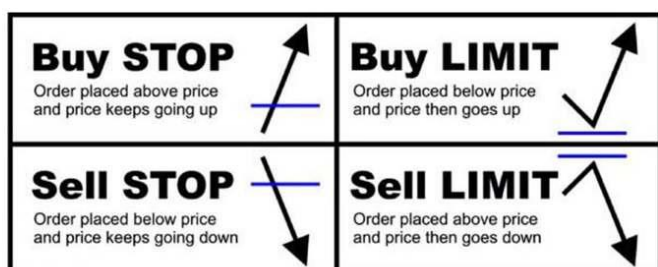 Buy STOP
Order placed above price
and price keeps going up
Buy LIMIT
Order placed below price
and price then goes up
Sell STOP
Order placed below price
and price keeps going down
Sell LIMIT
Order placed above price
and price then goes down